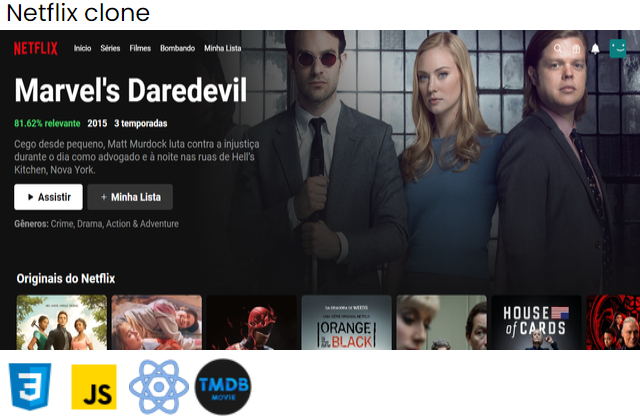 Netflix clone
NETFLIX Início Séries Filmes Bombando Minha Lista
Marvel's Daredevil
81.62% relevante 2015 3 temporadas
Cego desde pequeno, Matt Murdock luta contra a injustiça
durante o dia como advogado e à noite nas ruas de Hell's
Kitchen, Nova York.
Assistir + Minha Lista
Gêneros: Crime, Drama, Action & Adventure
Originais do Netflix
ORANGE
BLACK
HOUSE
of CARDS
3 JS TMDB
MOVIE